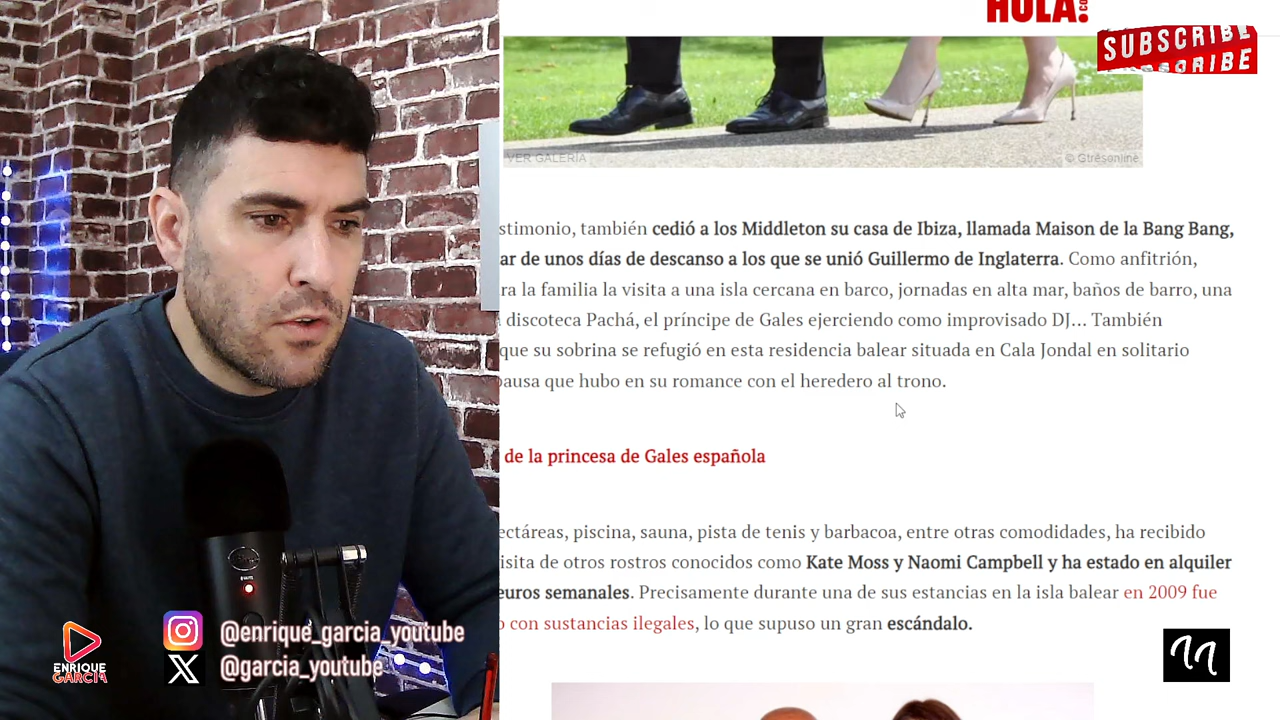 HOLA!
SUBSCRIBE
VER GALERÍA
© Gtrésonline
stimonio, también cedió a los Middleton su casa de Ibiza, llamada Maison de la Bang Bang,
ar de unos días de descanso a los que se unió Guillermo de Inglaterra. Como anfitrión,
ra la familia la visita a una isla cercana en barco, jornadas en alta mar, baños de barro, una
discoteca Pachá, el príncipe de Gales ejerciendo como improvisado DJ... También
que su sobrina se refugió en esta residencia balear situada en Cala Jondal en solitario
pausa que hubo en su romance con el heredero al trono.
de la princesa de Gales española
ectáreas, piscina, sauna, pista de tenis y barbacoa, entre otras comodidades, ha recibido
isita de otros rostros conocidos como Kate Moss y Naomi Campbell y ha estado en alquiler
euros semanales. Precisamente durante una de sus estancias en la isla balear en 2009 fue
o con sustancias ilegales, lo que supuso un gran escándalo.
@enrique_garcia_youtube
@garcia_youtube
ENRIQUE
GARCIA